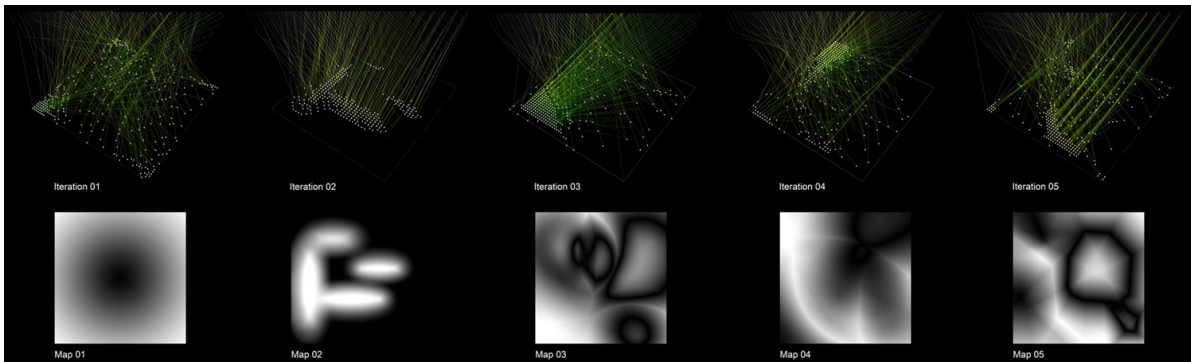 Iteration 01
Iteration 02
Iteration 03
Iteration 04
Iteration 05
Map 01
Map 02
Map 03
Map 04
Map 05